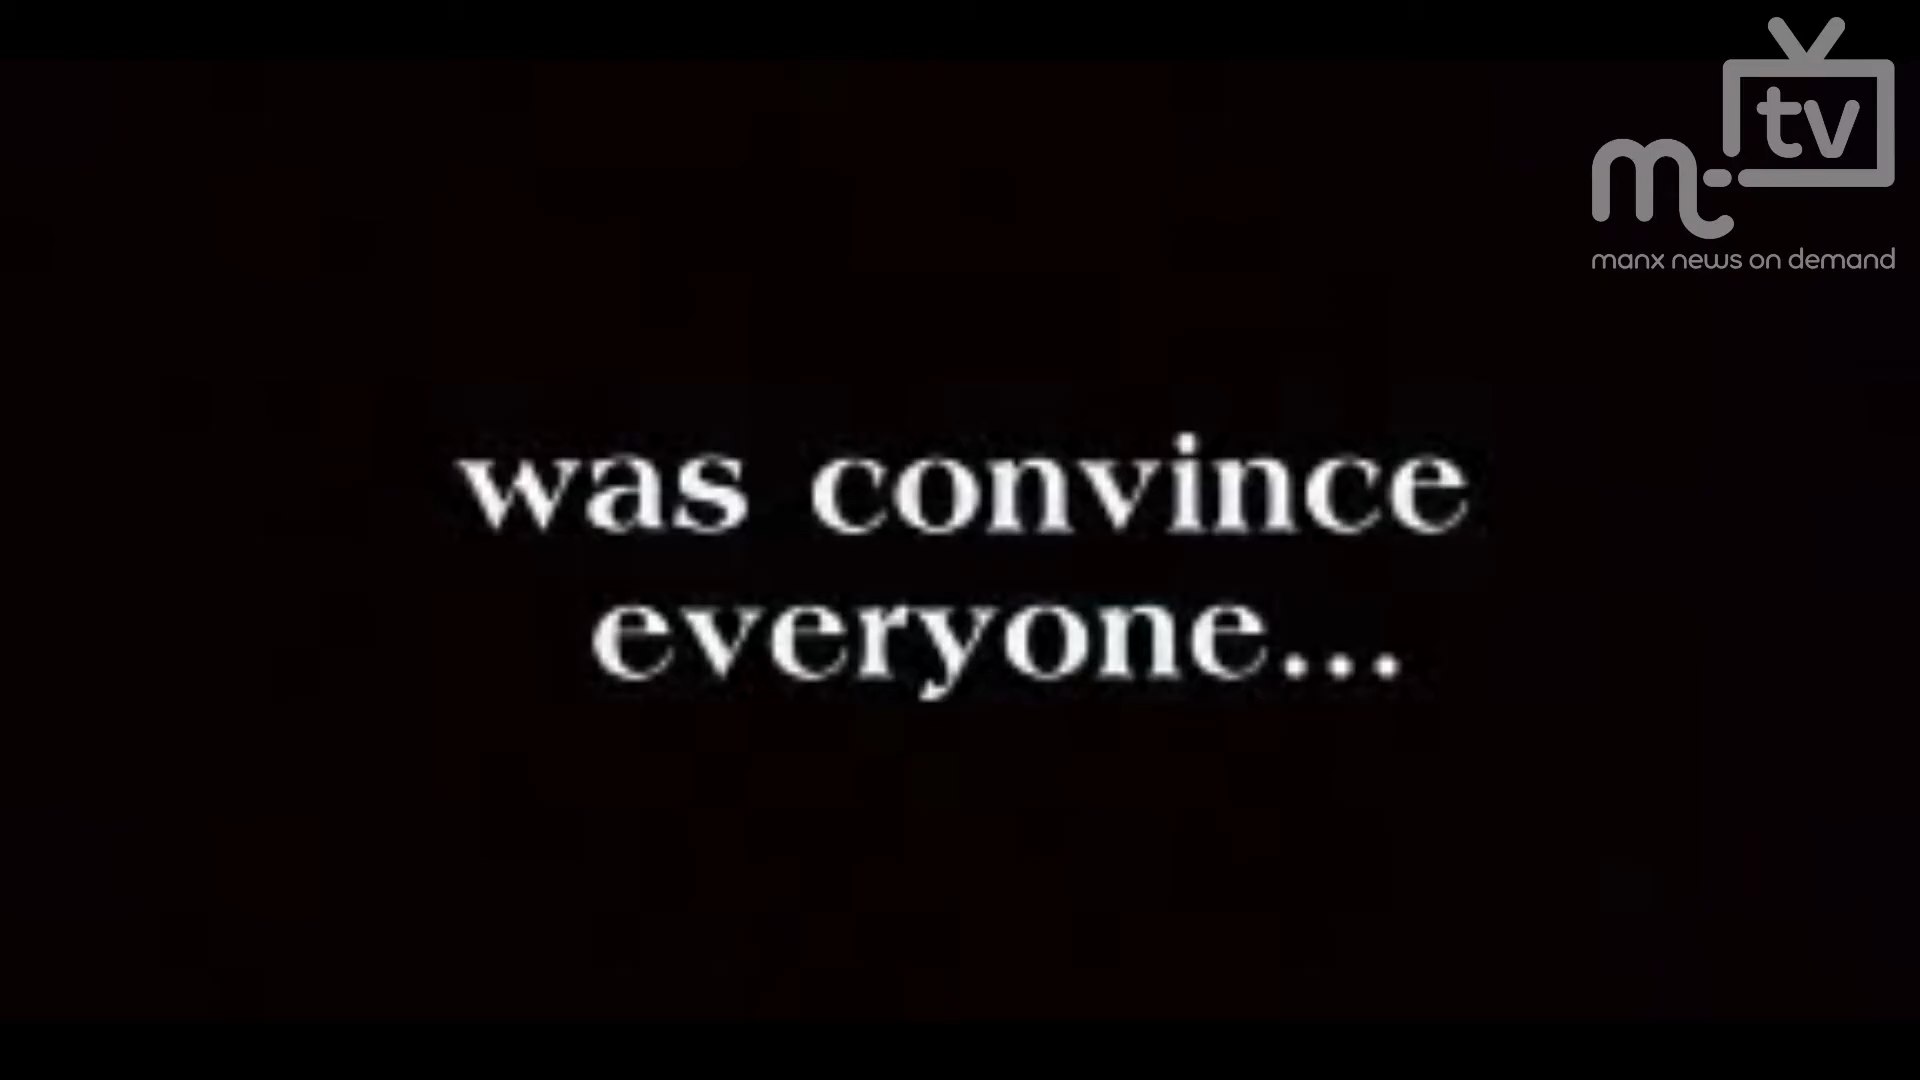 tv
m
manx news on demand
was convince
everyone...